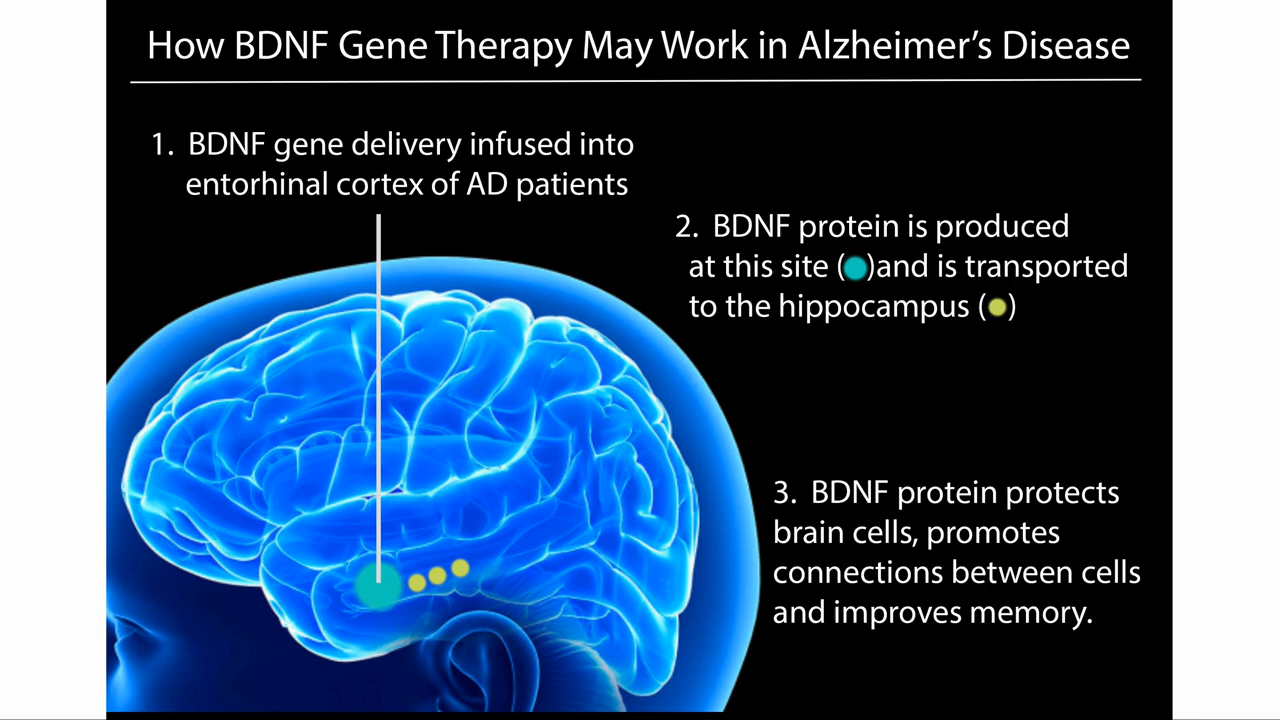 How BDNF Gene Therapy May Work in Alzheimer’s Disease
1. BDNF gene delivery infused into
entorhinal cortex of AD patients
2. BDNF protein is produced
at this site ( )and is transported
to the hippocampus ( )
3. BDNF protein protects
brain cells, promotes
connections between cells
and improves memory.